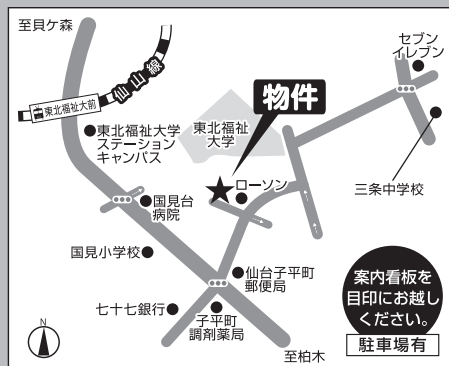 至貝ケ森
仙山線
東北福祉大前
セブン
イレブン
物件
東北福祉大学
ステーション
キャンパス
東北福祉
大学
ローソン
三条中学校
国見台
病院
国見小学校
仙台子平町
郵便局
七十七銀行
子平町
調剤薬局
至柏木
案内看板を
目印にお越し
ください。
駐車場有
N